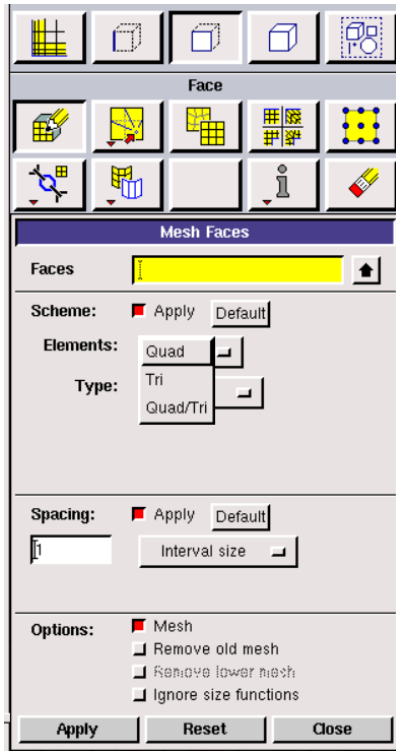 Face
Mesh Faces
Faces
Scheme: Apply Default
Elements: Quad
Tri
Type:
Quad/Tri
Spacing: Apply Default
1 Interval size
Options: Mesh
Remove old mesh
Remove lower mesh
Ignore size functions
Apply Reset Close